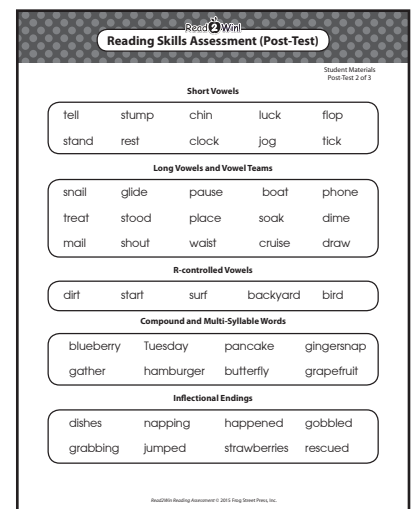 Read 2 Win!
Reading Skills Assessment (Post-Test)
Student Materials
Post-Test 2 of 3
Short Vowels
tell stump chin luck flop
stand rest clock jog tick
Long Vowels and Vowel Teams
snail glide pause boat phone
treat stood place soak dime
mail shout waist cruise draw
R-controlled Vowels
dirt start surf backyard bird
Compound and Multi-Syllable Words
blueberry Tuesday pancake gingersnap
gather hamburger butterfly grapefruit
Inflectional Endings
dishes napping happened gobbled
grabbing jumped strawberries rescued
Read2Win Reading Assessment © 2015 Frog Street Press, Inc.